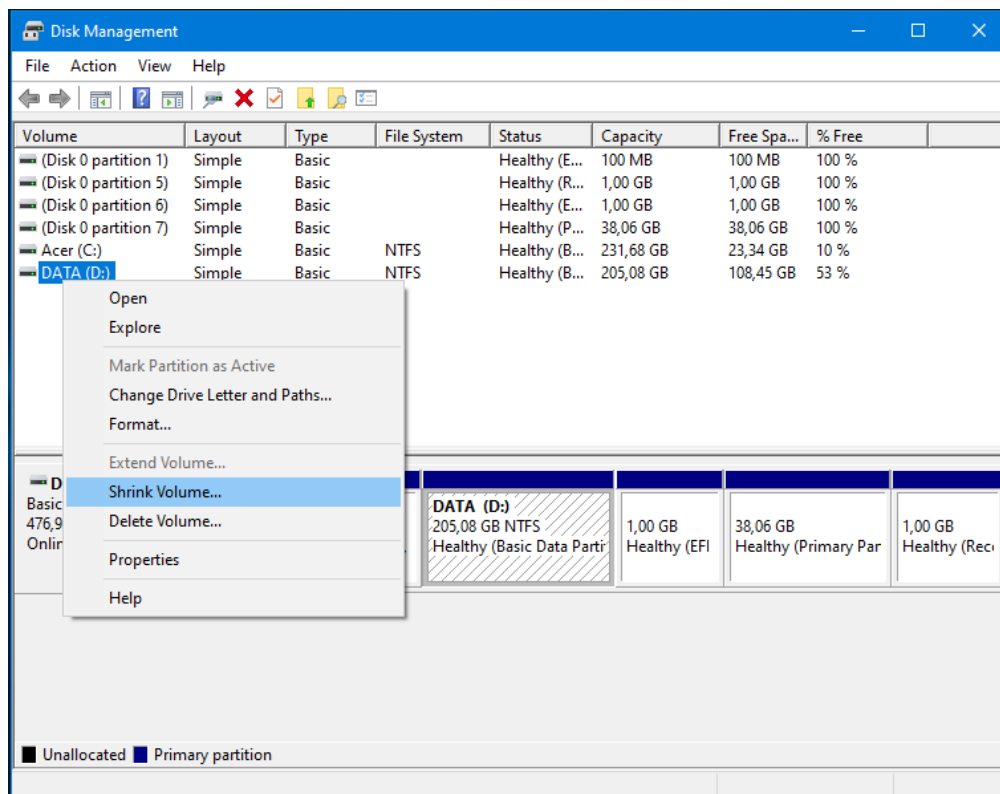 Disk Management
File Action View Help
Volume Layout Type File System Status Capacity Free Spa... % Free
(Disk 0 partition 1) Simple Basic Healthy (E... 100 MB 100 MB 100 %
(Disk 0 partition 5) Simple Basic Healthy (R... 1,00 GB 1,00 GB 100 %
(Disk 0 partition 6) Simple Basic Healthy (E... 1,00 GB 1,00 GB 100 %
(Disk 0 partition 7) Simple Basic Healthy (P... 38,06 GB 38,06 GB 100 %
Acer (C:) Simple Basic NTFS Healthy (B... 231,68 GB 23,34 GB 10 %
DATA (D:) Simple Basic NTFS Healthy (B... 205,08 GB 108,45 GB 53 %
Open
Explore
Mark Partition as Active
Change Drive Letter and Paths...
Format...
Extend Volume...
Shrink Volume...
Delete Volume...
Properties
Help
D
Basic
476,9
Onlin
DATA (D:)
205,08 GB NTFS
Healthy (Basic Data Parti
1,00 GB
Healthy (EFI
38,06 GB
Healthy (Primary Par
1,00 GB
Healthy (Reco
Unallocated Primary partition